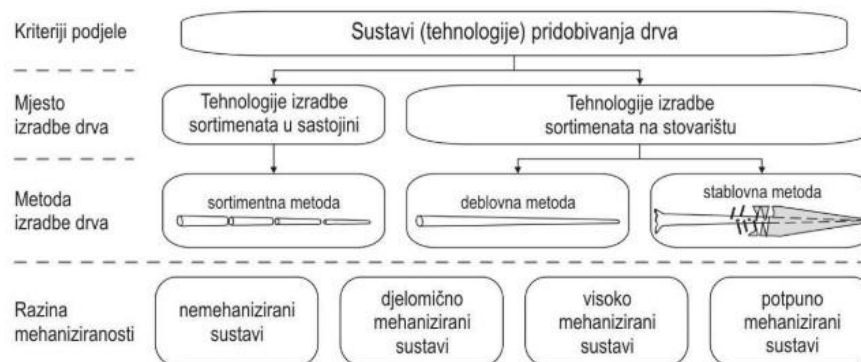 Kriteriji podjele
Sustavi (tehnologije) pridobivanja drva
Mjesto
izradbe drva
Tehnologije izradbe
sortimenata u sastojini
Tehnologije izradbe
sortimenata na stovarištu
Metoda
izradbe drva
sortimentna metoda
deblovna metoda
stablovna metoda
Razina
mehaniziranosti
nemehanizirani
sustavi
djelomično
mehanizirani
sustavi
visoko
mehanizirani
sustavi
potpuno
mehanizirani
sustavi